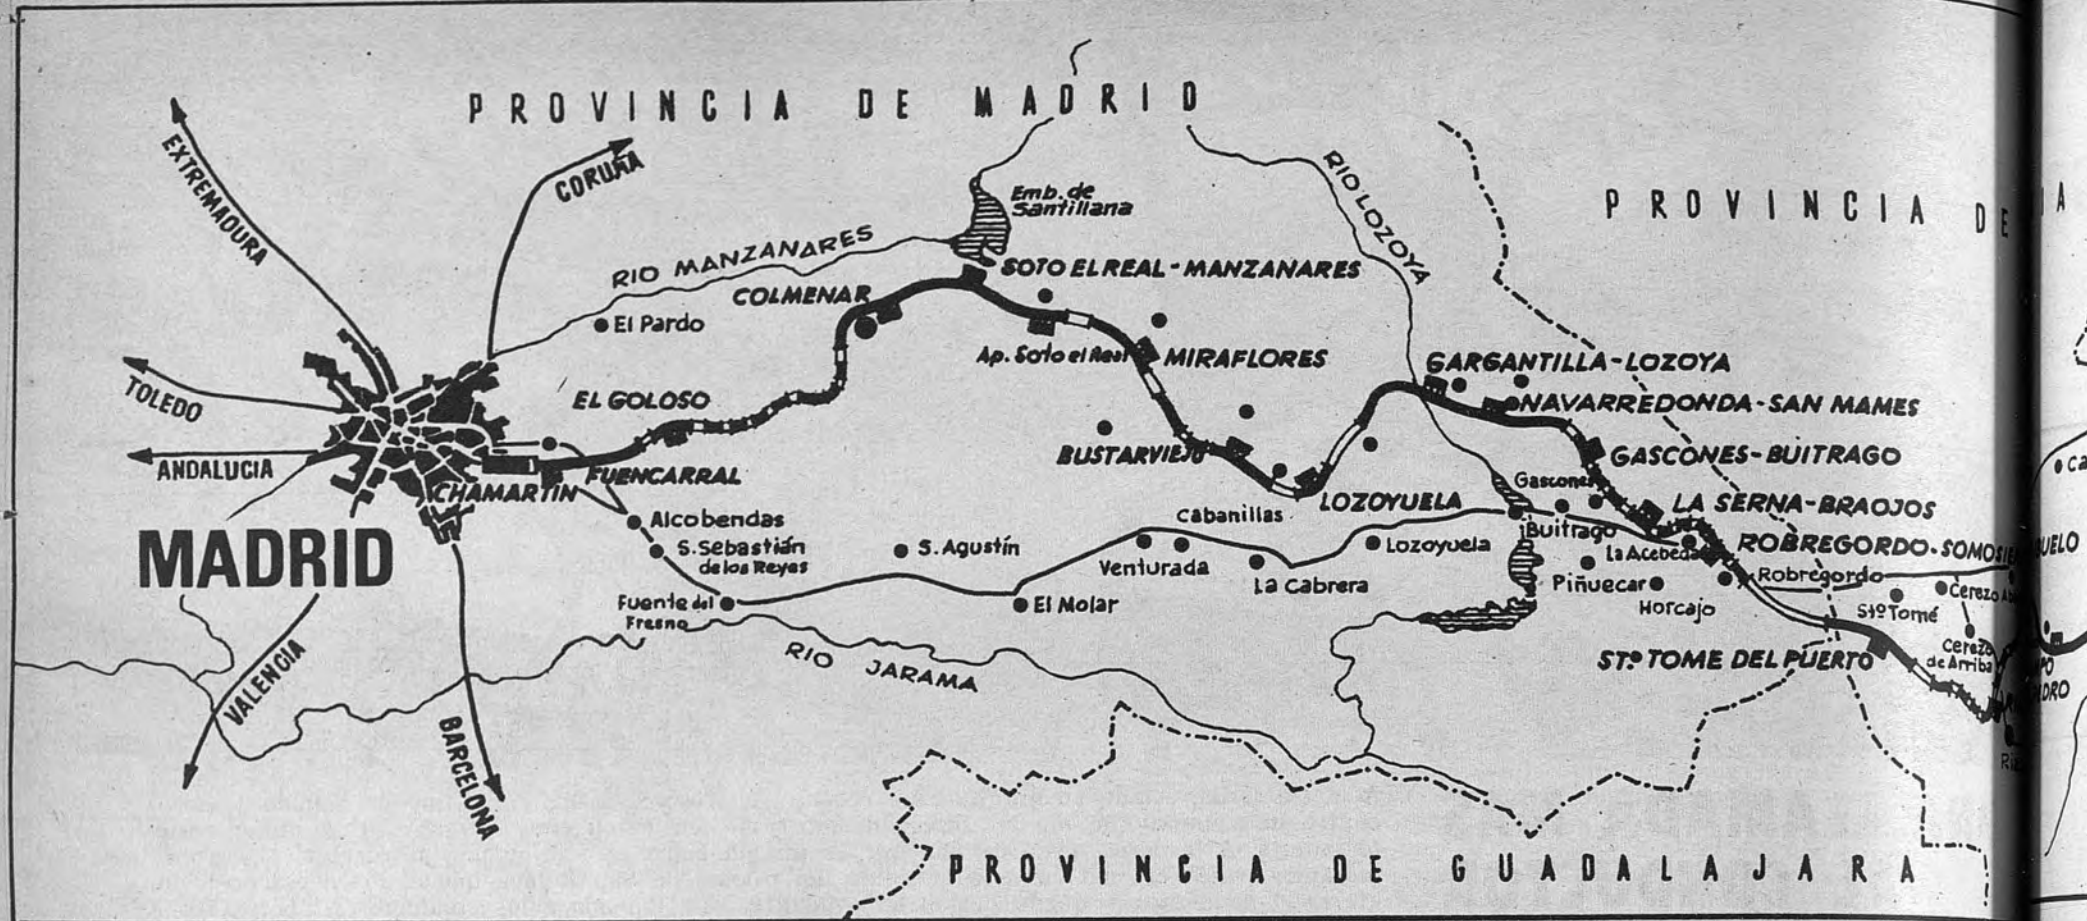 PROVINCIA DE MADRID
EXTREMADURA
CORUÑA
RIO MANZANARES
Emb. de
Santillana
RIO LOZOYA
PROVINCIA DE
SOTO EL REAL-MANZANARES
COLMENAR
El Pardo
Ap. Soto el Real
MIRAFLORES
GARGANTILLA-LOZOYA
TOLEDO
EL GOLOSO
NAVARREDONDA-SAN MAMES
ANDALUCIA
BUSTARVIEJO
GASCONES-BUITRAGO
FUENCARRAL
CHAMARTIN
Gascones
LOZOYUELA
LA SERNA-BRAOJOS
MADRID
Alcobendas
Cabanillas
Buitrago
S. Sebastián
de los Reyes
S. Agustín
Venturada
Lozoyuela
La Acebeda
ROBREGORDO-
La Cabrera
Piñuecar
Robregordo
Cerezo
Fuente del
Fresno
El Molar
Horcajo
Stº Tomé
RIO JARAMA
STº TOME DEL PUERTO
Cerezo
de Arriba
VALENCIA
BARCELONA
PROVINCIA DE GUADALAJARA